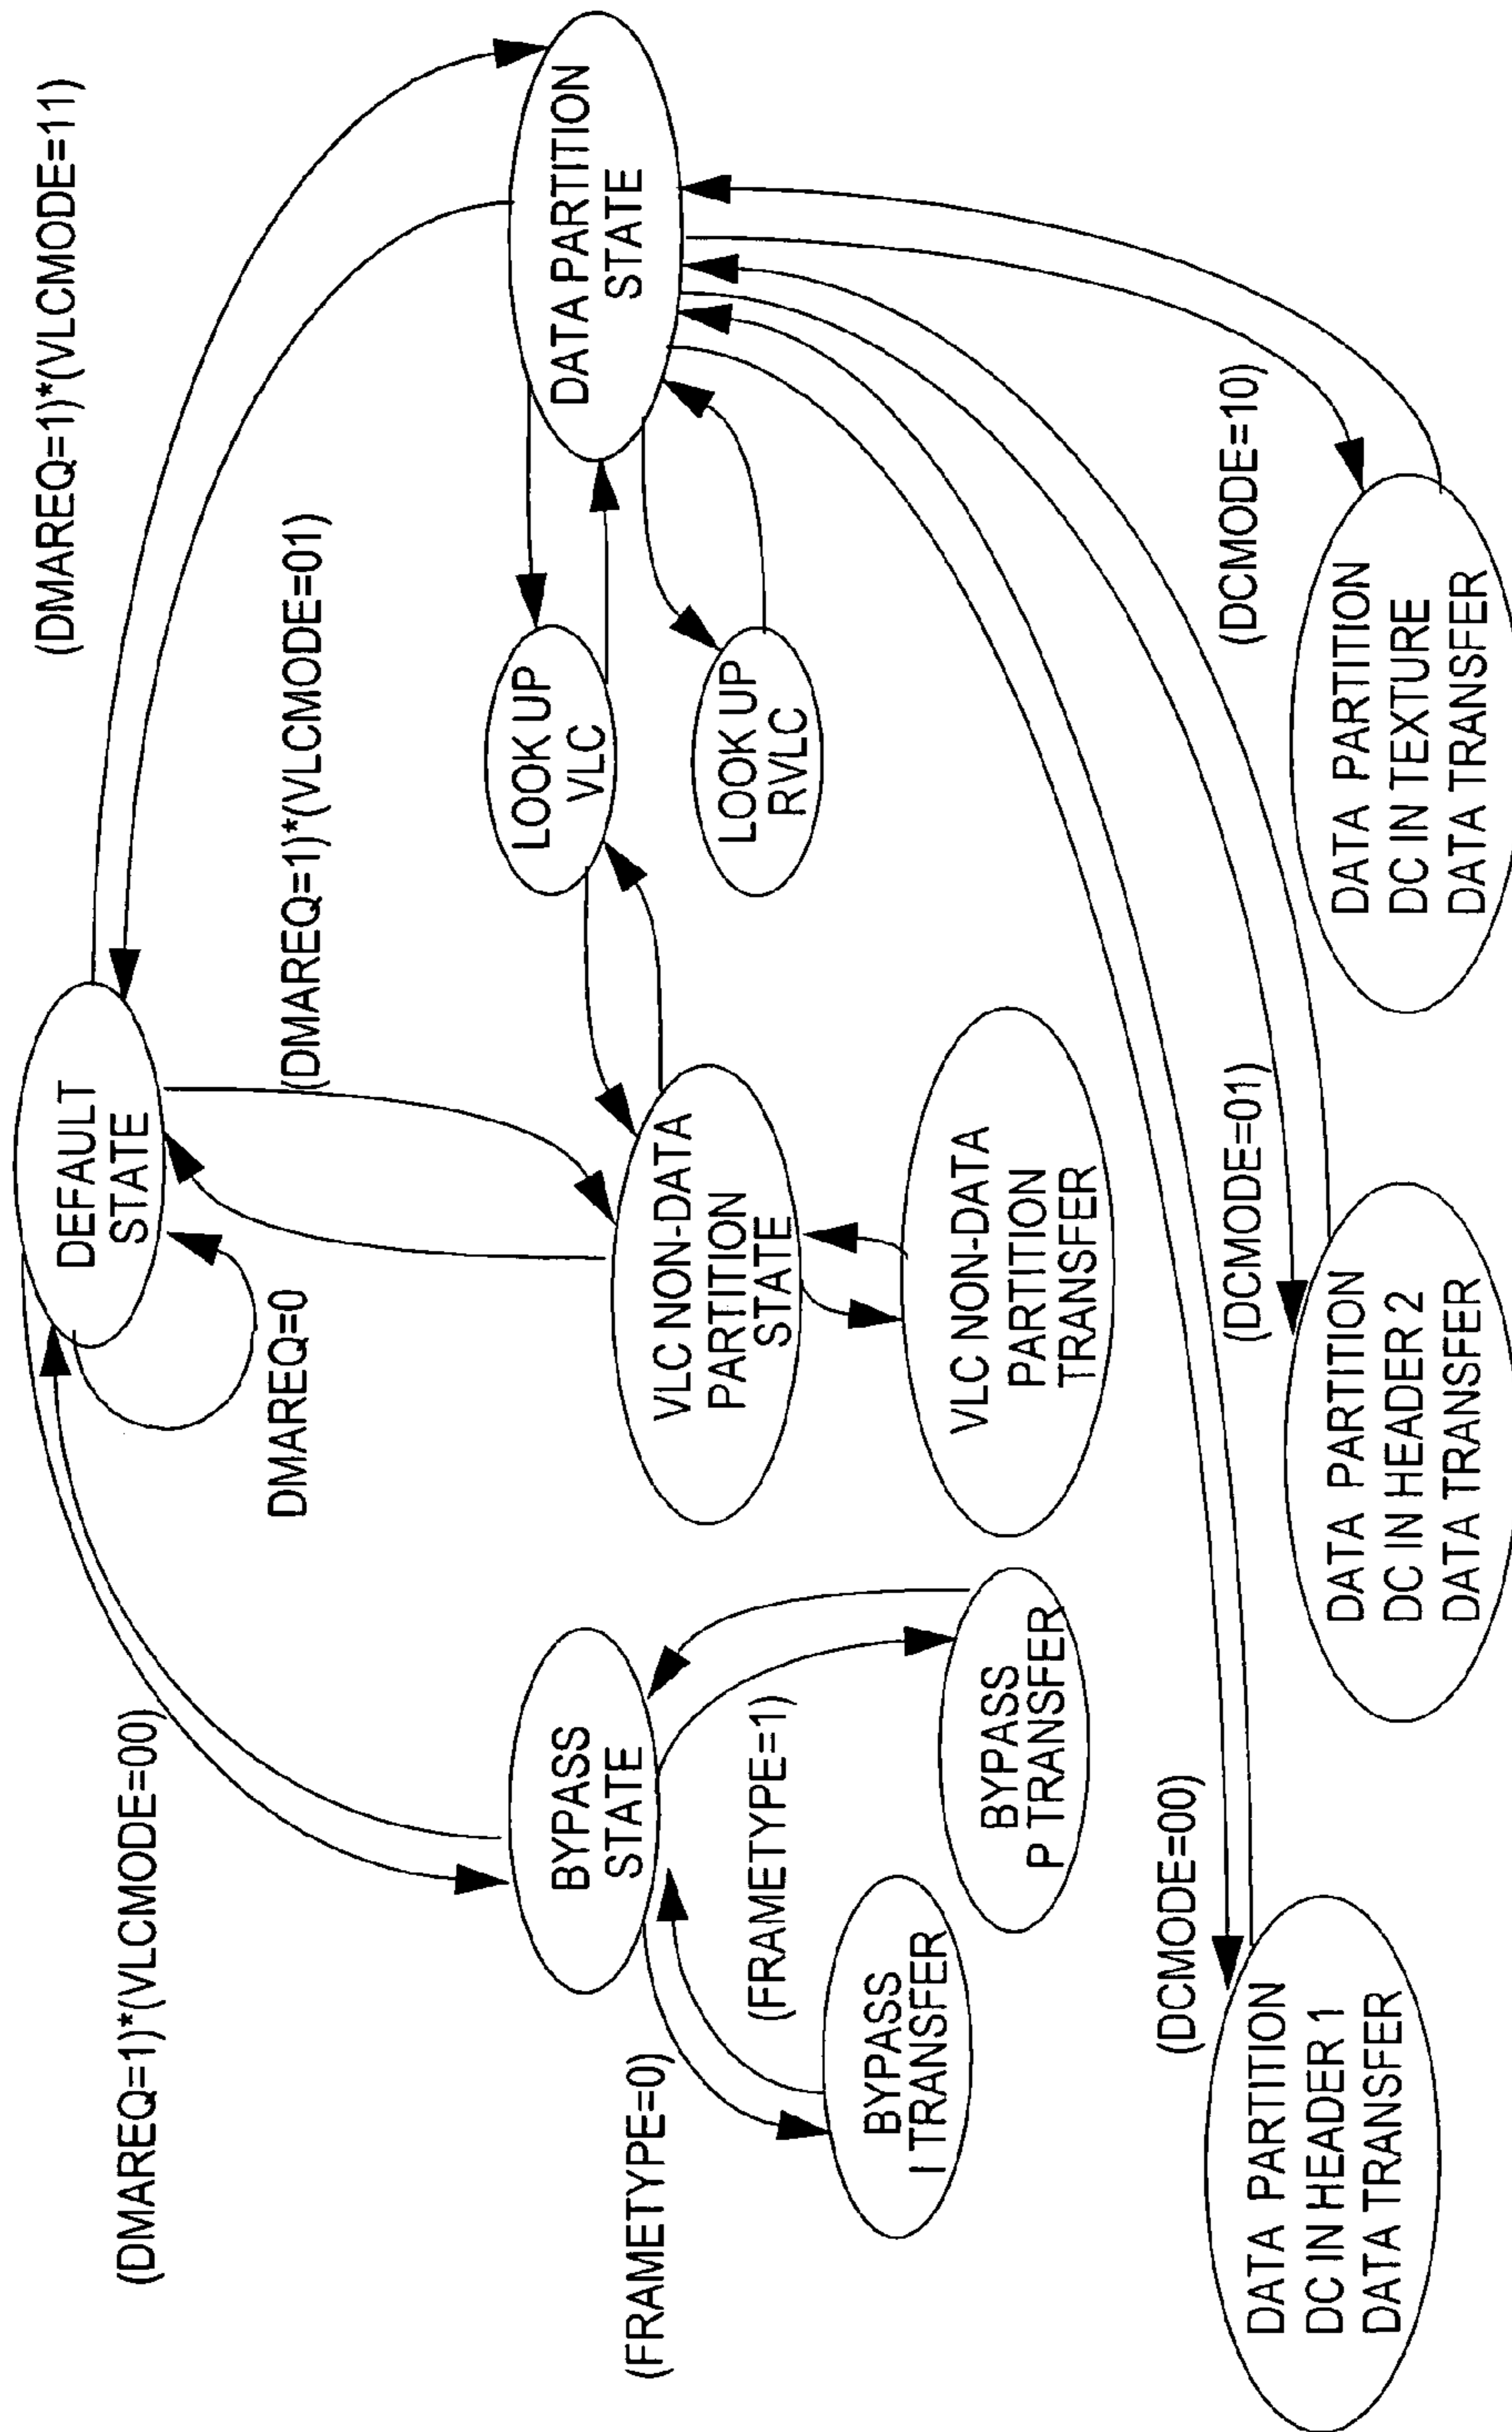 (DMAREQ=1)*(VLCMODE=11)
(DMAREQ=1)*(VLCMODE=00)
DEFAULT
STATE
DMAREQ=0
(DMAREQ=1)*(VLCMODE=01)
BYPASS
STATE
VLC NON-DATA
PARTITION
STATE
LOOK UP
VLC
DATA PARTITION
STATE
LOOK UP
RVLC
(FRAMETYPE=0)
(FRAMETYPE=1)
BYPASS
I TRANSFER
BYPASS
P TRANSFER
VLC NON-DATA
PARTITION
TRANSFER
(DCMODE=00)
(DCMODE=01)
(DCMODE=10)
DATA PARTITION
DC IN HEADER 1
DATA TRANSFER
DATA PARTITION
DC IN HEADER 2
DATA TRANSFER
DATA PARTITION
DC IN TEXTURE
DATA TRANSFER